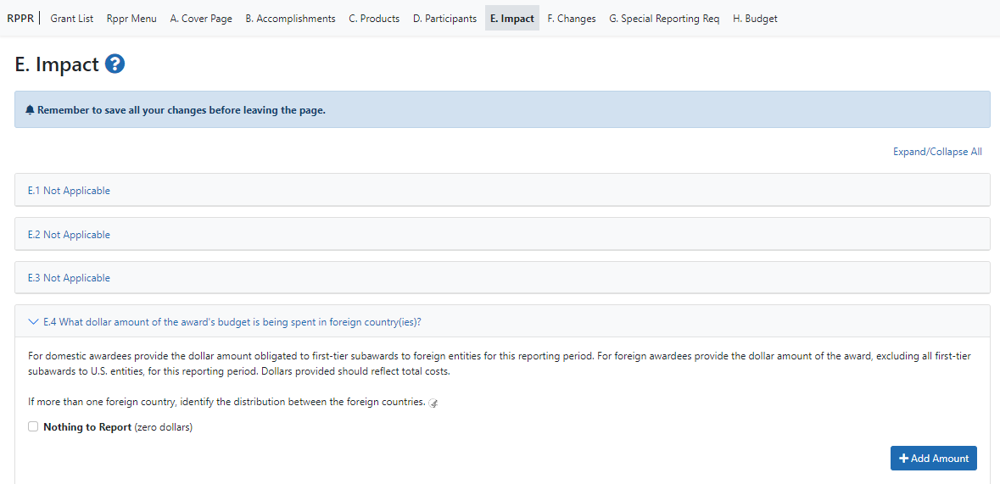 RPPR Grant List Rppr Menu A. Cover Page B. Accomplishments C. Products D. Participants E. Impact F. Changes G. Special Reporting Req H. Budget
E. Impact ?
Remember to save all your changes before leaving the page.
Expand/Collapse All
E.1 Not Applicable
E.2 Not Applicable
E.3 Not Applicable
E.4 What dollar amount of the award's budget is being spent in foreign country(ies)?
For domestic awardees provide the dollar amount obligated to first-tier subawards to foreign entities for this reporting period. For foreign awardees provide the dollar amount of the award, excluding all first-tier
subawards to U.S. entities, for this reporting period. Dollars provided should reflect total costs.
If more than one foreign country, identify the distribution between the foreign countries.
Nothing to Report (zero dollars)
+ Add Amount